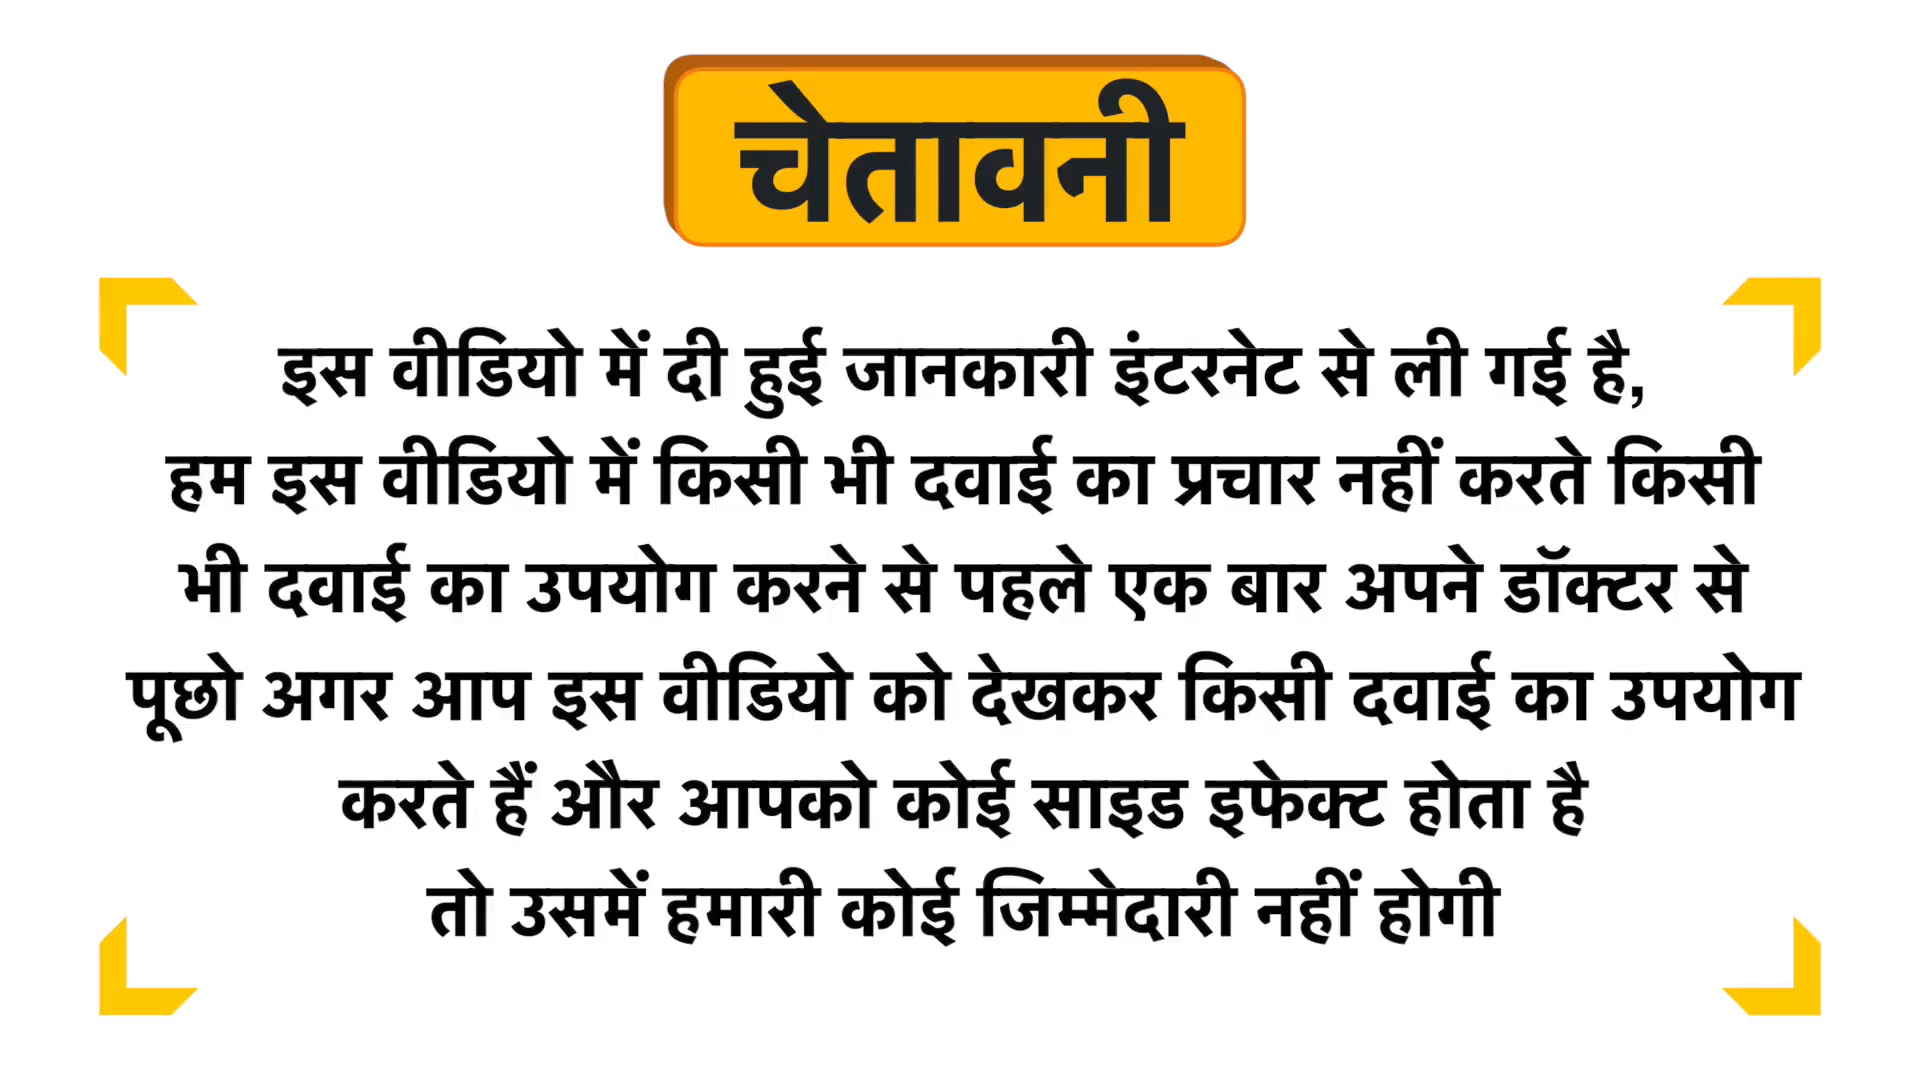 चेतावनी
इस वीडियो में दी हुई जानकारी इंटरनेट से ली गई है,
हम इस वीडियो में किसी भी दवाई का प्रचार नहीं करते किसी
भी दवाई का उपयोग करने से पहले एक बार अपने डॉक्टर से
पूछो अगर आप इस वीडियो को देखकर किसी दवाई का उपयोग
करते हैं और आपको कोई साइड इफेक्ट होता है
तो उसमें हमारी कोई जिम्मेदारी नहीं होगी